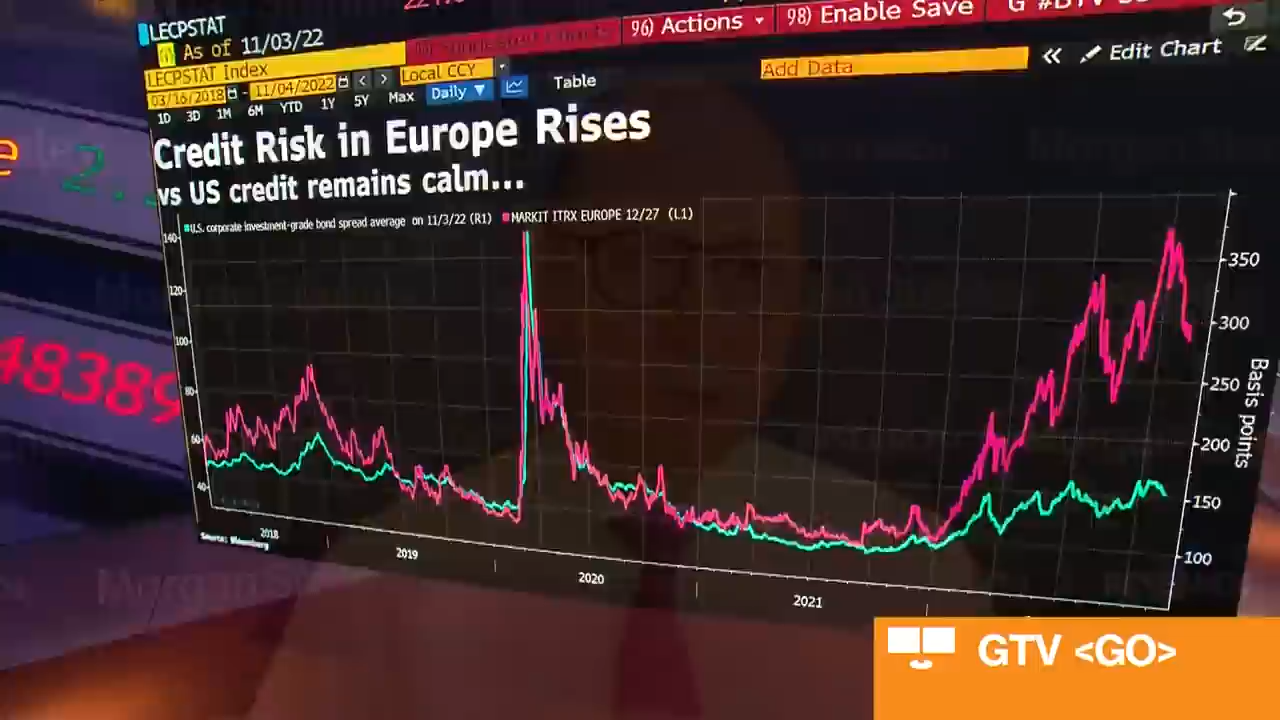 LECPSTAT
As of 11/03/22
96) Actions
98) Enable Save
LECPSTAT Index
03/16/2018 - 11/04/2022
Local CCY
Add Data
« Edit Chart
1D 3D 1M 6M YTD 1Y 5Y Max Daily ▼ Table
Credit Risk in Europe Rises
vs US credit remains calm...
U.S. corporate investment-grade bond spread average on 11/3/22 (R1) MARKIT ITRX EUROPE 12/27 (L1)
140
120
100
80
60
40
350
300
250
200
150
100
Basis points
2018
2019
2020
2021
Source: Bloomberg
48389
GTV <GO>